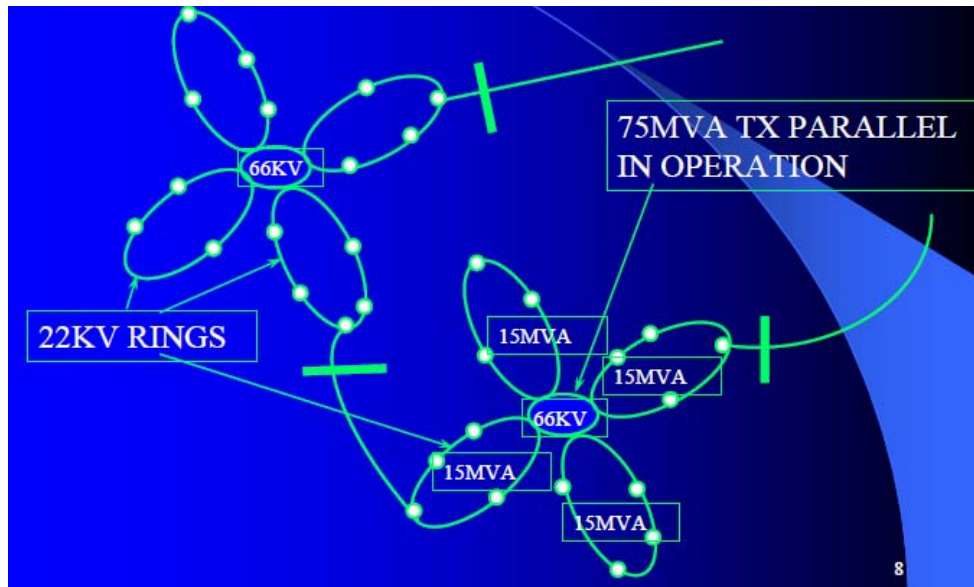 66KV
75MVA TX PARALLEL
IN OPERATION
22KV RINGS
15MVA
15MVA
66KV
15MVA
15MVA
8